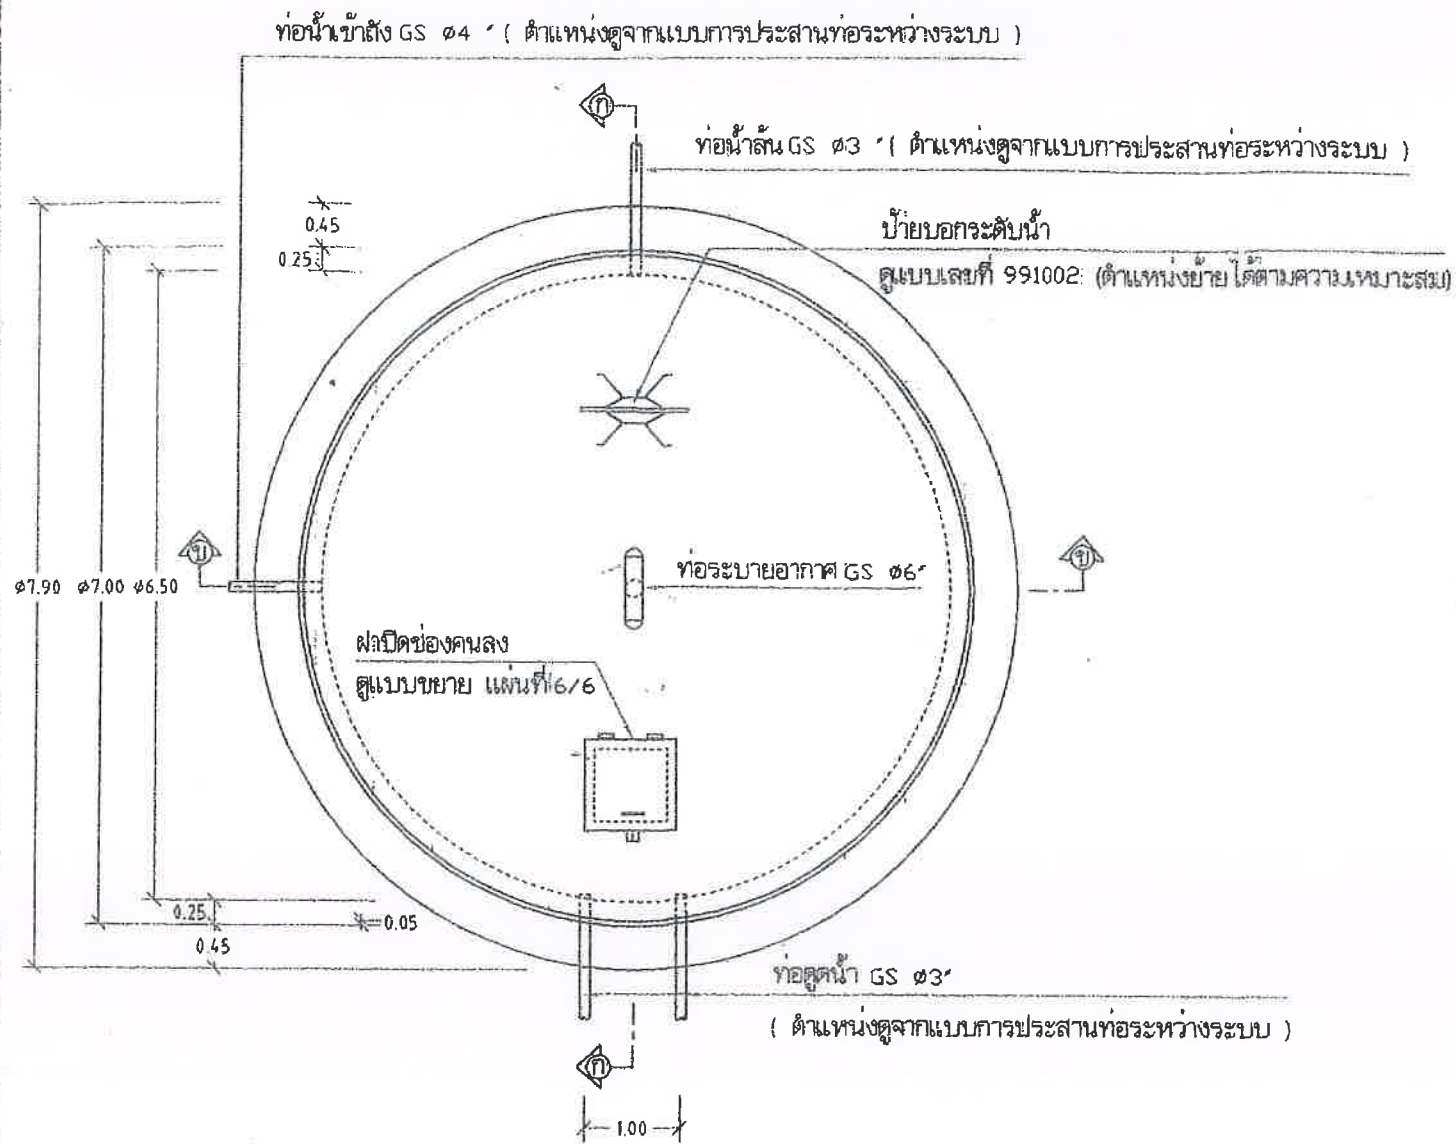 ท่อน้ำเข้าถัง GS ø4 " ( ตำแหน่งดูจากแบบการประสานท่อระหว่างระบบ )
ก
ท่อน้ำล้น GS ø3 " ( ตำแหน่งดูจากแบบการประสานท่อระหว่างระบบ )
0.45
0.25
ป้ายบอกระดับน้ำ
ดูแบบเลขที่ 991002: (ตำแหน่งย้ายได้ตามความเหมาะสม)
ข
ข
ø7.90 ø7.00 ø6.50
ท่อระบายอากาศ GS ø6"
ฝาปิดช่องคนลง
ดูแบบขยาย แผ่นที่ 6/6
0.25
0.05
0.45
ท่อดูดน้ำ GS ø3"
( ตำแหน่งดูจากแบบการประสานท่อระหว่างระบบ )
ก
1.00